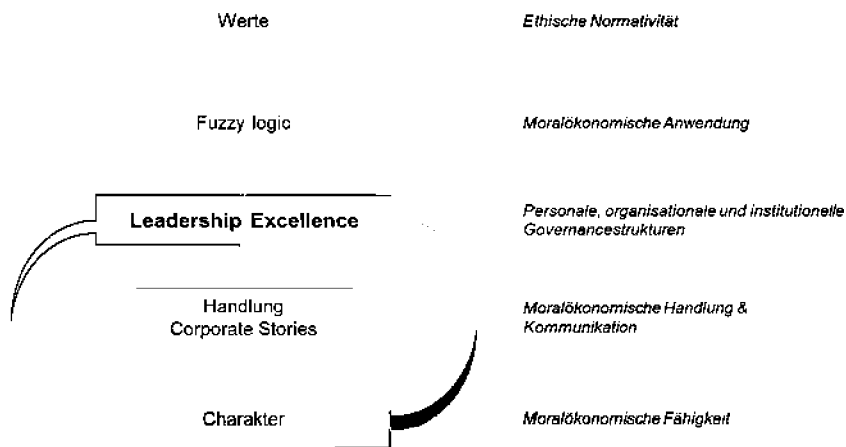 Werte
Ethische Normativität
Fuzzy logic
Moralökonomische Anwendung
Leadership Excellence
Personale, organisationale und institutionelle
Governancestrukturen
Handlung
Corporate Stories
Moralökonomische Handlung &
Kommunikation
Charakter
Moralökonomische Fähigkeit